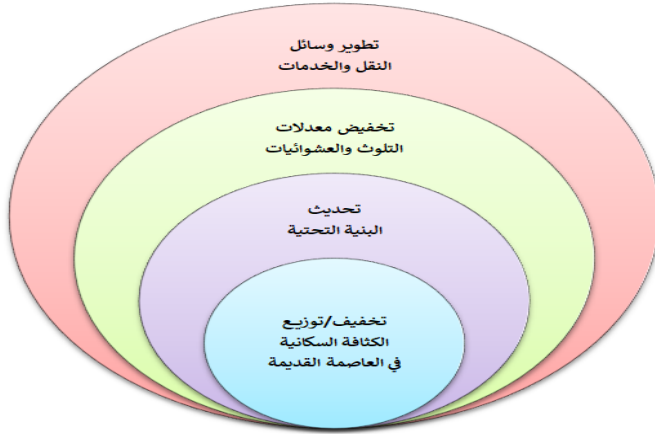 تطوير وسائل
النقل والخدمات
تخفيض معدلات
التلوث والعشوائيات
تحديث
البنية التحتية
تخفيف/توزيع
الكثافة السكانية
في العاصمة القديمة